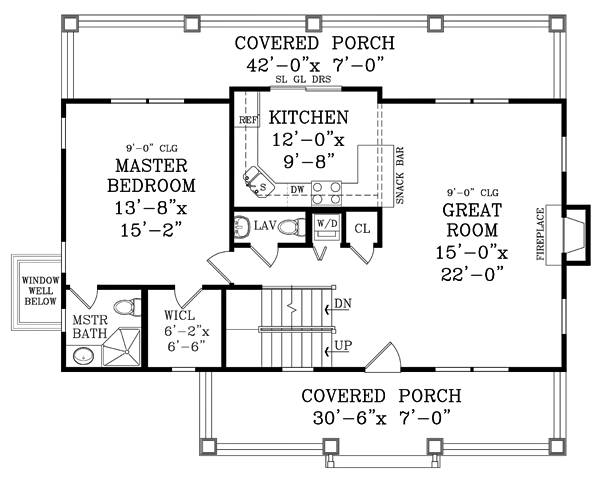 COVERED PORCH
42'-0"x 7'-0"
SL GL DRS
REF
KITCHEN
12'-0"x
9'-8"
S
DW
SNACK BAR
9'-0" CLG
MASTER
BEDROOM
13'-8"x
15'-2"
9'-0" CLG
GREAT
ROOM
15'-0"x
22'-0"
FIREPLACE
LAV
W/D
CL
WINDOW
WELL
BELOW
MSTR
BATH
WICL
6'-2"x
6'-6"
DN
UP
COVERED PORCH
30'-6"x 7'-0"